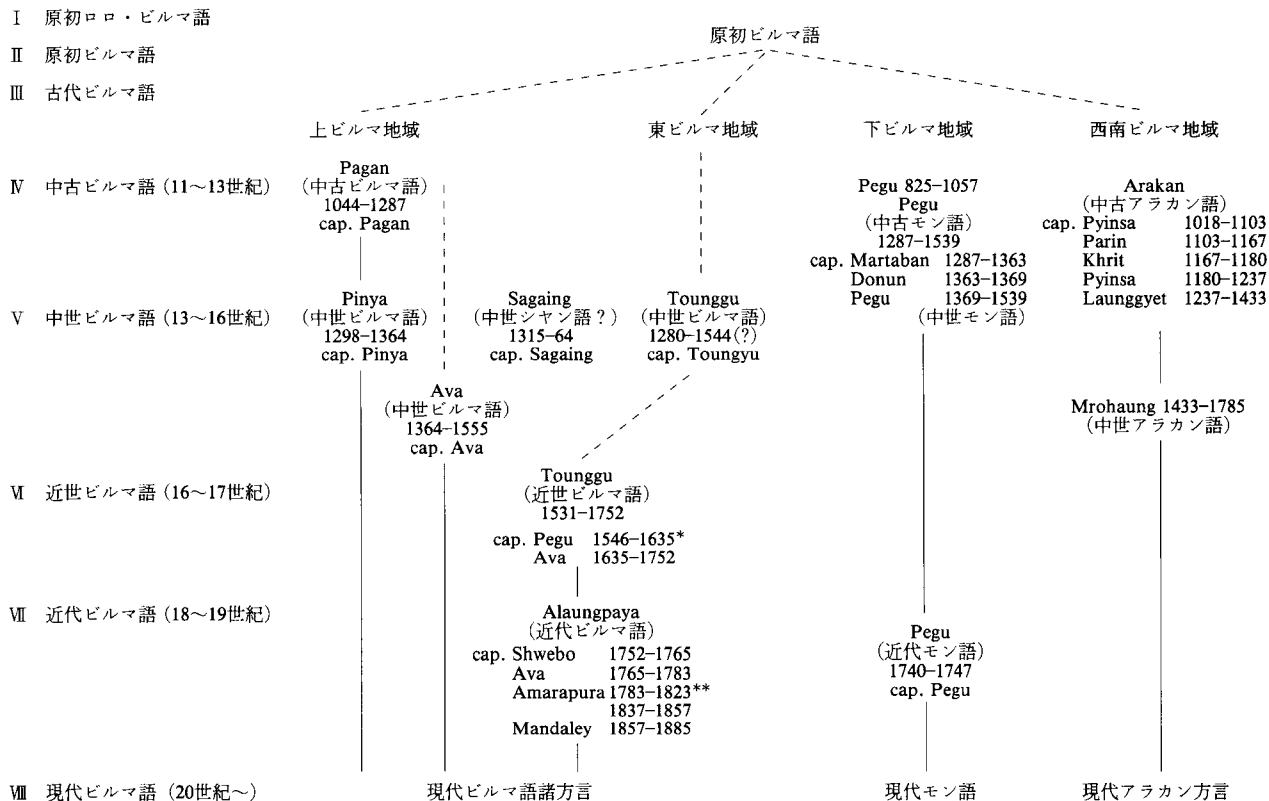 Ⅰ 原初ロロ・ビルマ語
原初ビルマ語
Ⅱ 原初ビルマ語
Ⅲ 古代ビルマ語
上ビルマ地域 東ビルマ地域 下ビルマ地域 西南ビルマ地域
Ⅳ 中古ビルマ語 (11~13世紀)
Pagan
(中古ビルマ語)
1044-1287
cap. Pagan
Pegu 825-1057
Pegu
(中古モン語)
1287-1539
cap. Martaban 1287-1363
Donun 1363-1369
Pegu 1369-1539
(中世モン語)
Arakan
(中古アラカン語)
cap. Pyinsa 1018-1103
Parin 1103-1167
Khrit 1167-1180
Pyinsa 1180-1237
Launggyet 1237-1433
Ⅴ 中世ビルマ語 (13~16世紀)
Pinya
(中世ビルマ語)
1298-1364
cap. Pinya
Sagaing
(中世シヤン語?)
1315-64
cap. Sagaing
Tounggu
(中世ビルマ語)
1280-1544(?)
cap. Toungyu
Ava
(中世ビルマ語)
1364-1555
cap. Ava
Mrohaung 1433-1785
(中世アラカン語)
Ⅵ 近世ビルマ語 (16~17世紀)
Tounggu
(近世ビルマ語)
1531-1752
cap. Pegu 1546-1635*
Ava 1635-1752
Ⅶ 近代ビルマ語 (18~19世紀)
Alaungpaya
(近代ビルマ語)
cap. Shwebo 1752-1765
Ava 1765-1783
Amarapura 1783-1823**
1837-1857
Mandaley 1857-1885
Pegu
(近代モン語)
1740-1747
cap. Pegu
Ⅷ 現代ビルマ語 (20世紀~) 現代ビルマ語諸方言 現代モン語 現代アラカン方言